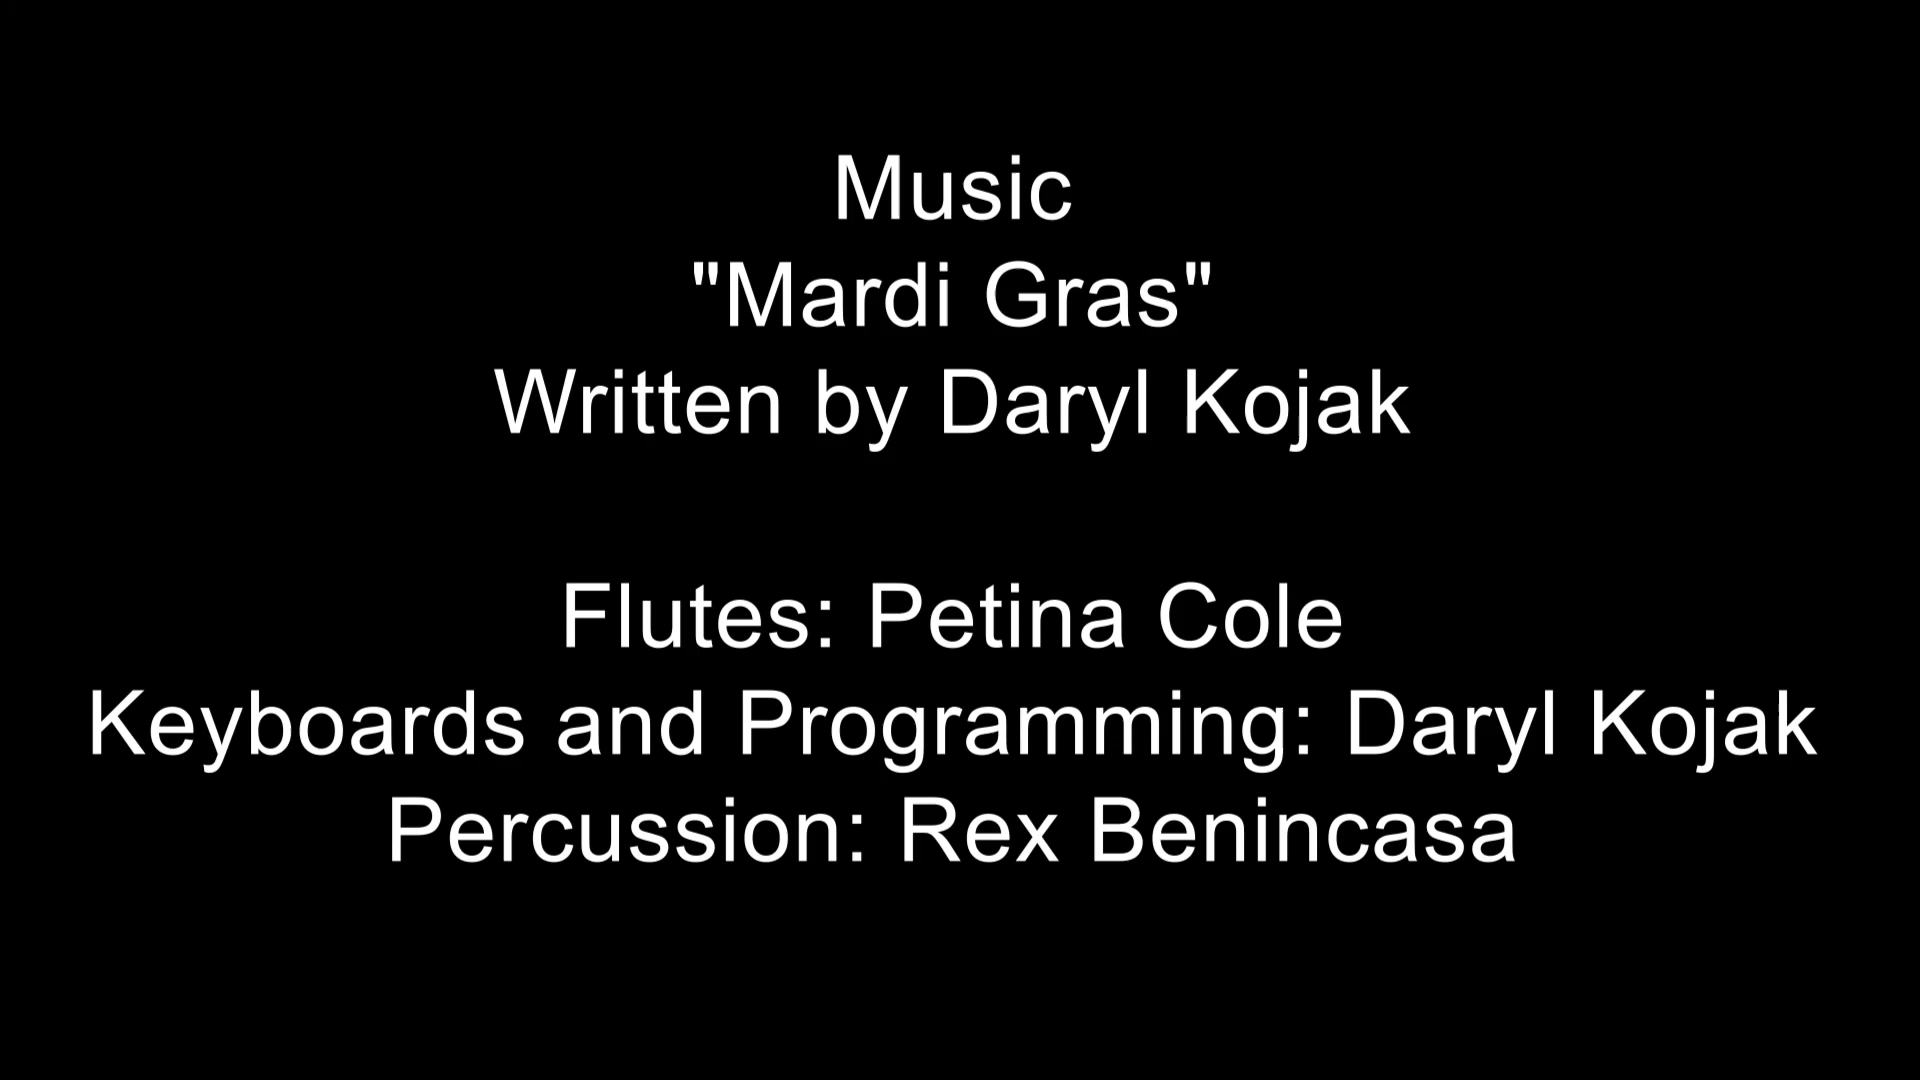 Music
"Mardi Gras"
Written by Daryl Kojak
Flutes: Petina Cole
Keyboards and Programming: Daryl Kojak
Percussion: Rex Benincasa